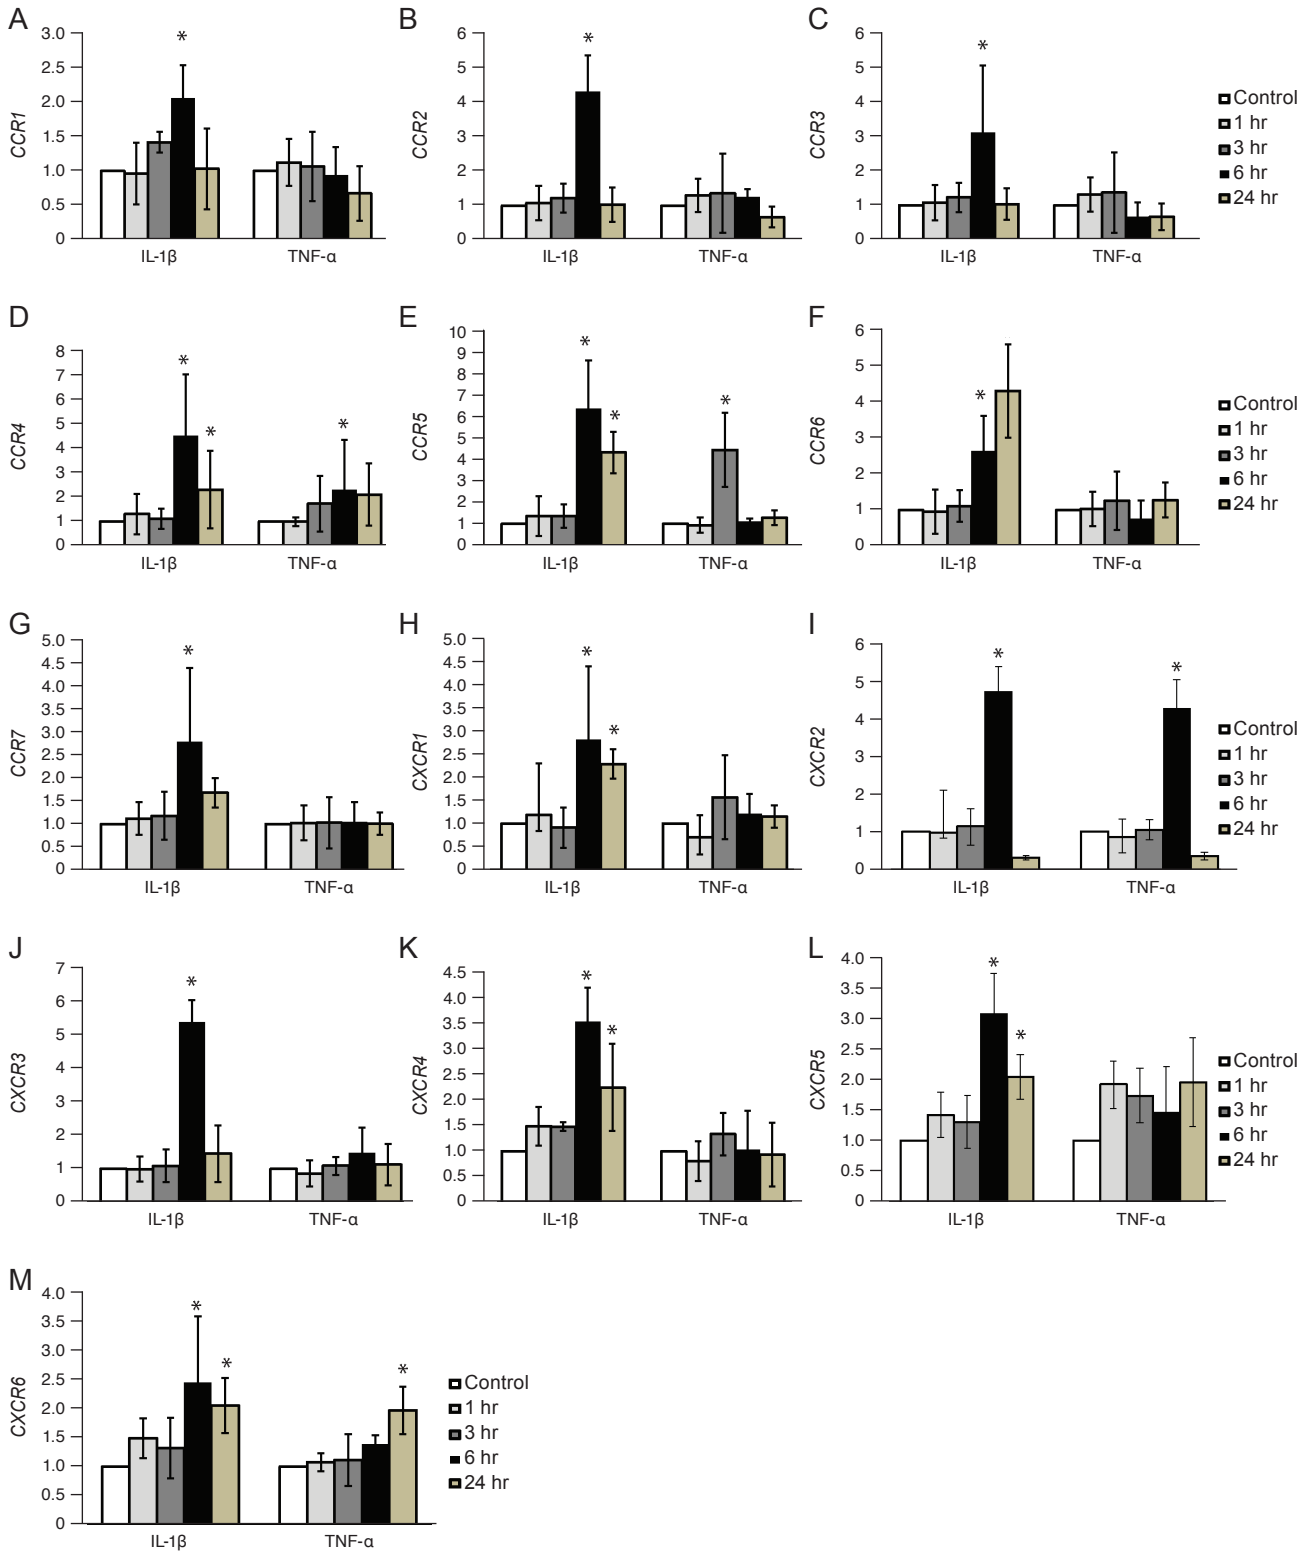 A
CCR1
3.0
2.5
2.0
1.5
1.0
0.5
0
*
IL-1β TNF-α
B
CCR2
6
5
4
3
2
1
0
*
IL-1β TNF-α
C
CCR3
6
5
4
3
2
1
0
*
IL-1β TNF-α
Control
1 hr
3 hr
6 hr
24 hr
D
CCR4
8
7
6
5
4
3
2
1
0
* * *
IL-1β TNF-α
E
CCR5
10
9
8
7
6
5
4
3
2
1
0
* * *
IL-1β TNF-α
F
CCR6
6
5
4
3
2
1
0
*
IL-1β TNF-α
Control
1 hr
3 hr
6 hr
24 hr
G
CCR7
5.0
4.5
4.0
3.5
3.0
2.5
2.0
1.5
1.0
0.5
0
*
IL-1β TNF-α
H
CXCR1
5.0
4.5
4.0
3.5
3.0
2.5
2.0
1.5
1.0
0.5
0
* *
IL-1β TNF-α
I
CXCR2
6
5
4
3
2
1
0
* *
IL-1β TNF-α
Control
1 hr
3 hr
6 hr
24 hr
J
CXCR3
7
6
5
4
3
2
1
0
*
IL-1β TNF-α
K
CXCR4
4.5
4.0
3.5
3.0
2.5
2.0
1.5
1.0
0.5
0
* *
IL-1β TNF-α
L
CXCR5
4.0
3.5
3.0
2.5
2.0
1.5
1.0
0.5
0
* *
IL-1β TNF-α
Control
1 hr
3 hr
6 hr
24 hr
M
CXCR6
4.0
3.5
3.0
2.5
2.0
1.5
1.0
0.5
0
* * *
IL-1β TNF-α
Control
1 hr
3 hr
6 hr
24 hr